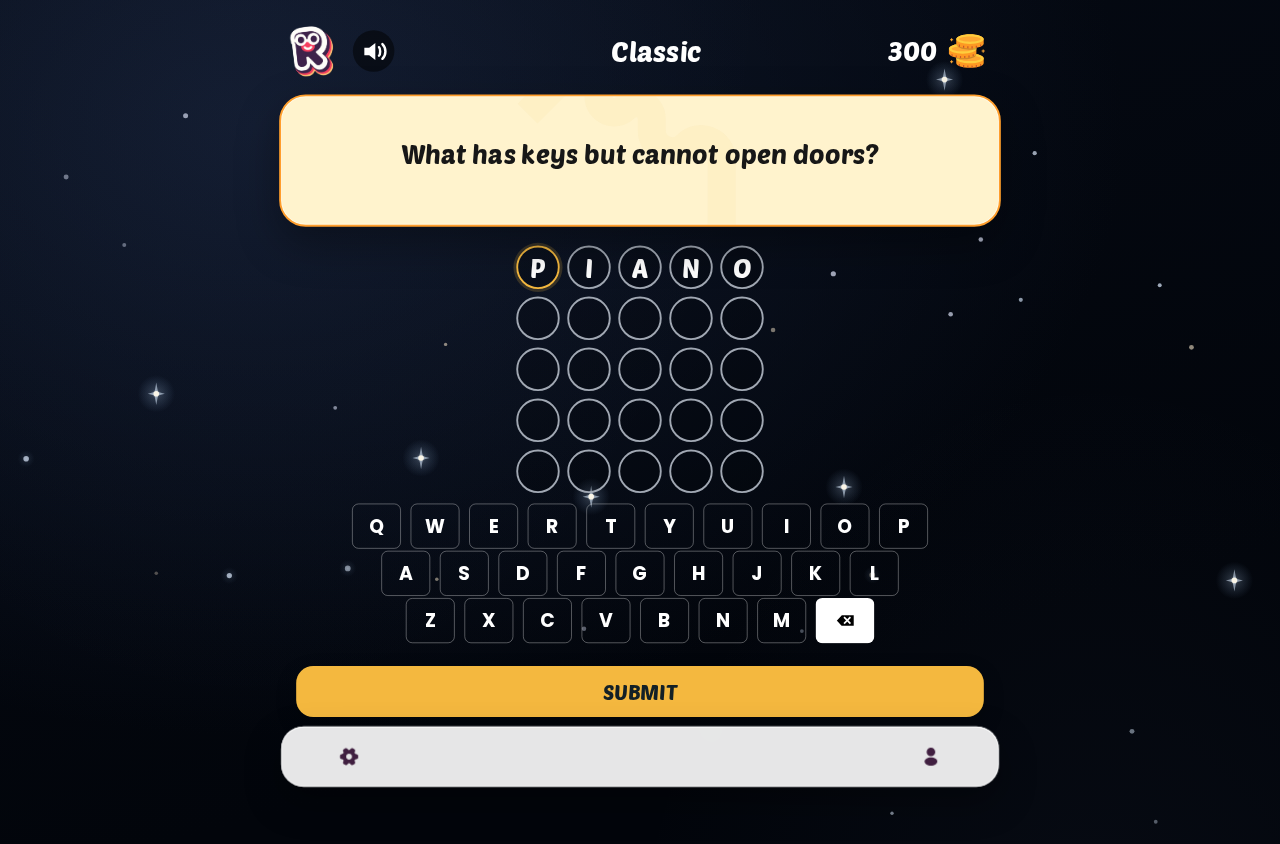 Classic
300
What has keys but cannot open doors?
P I A N O
Q W E R T Y U I O P
A S D F G H J K L
Z X C V B N M
SUBMIT